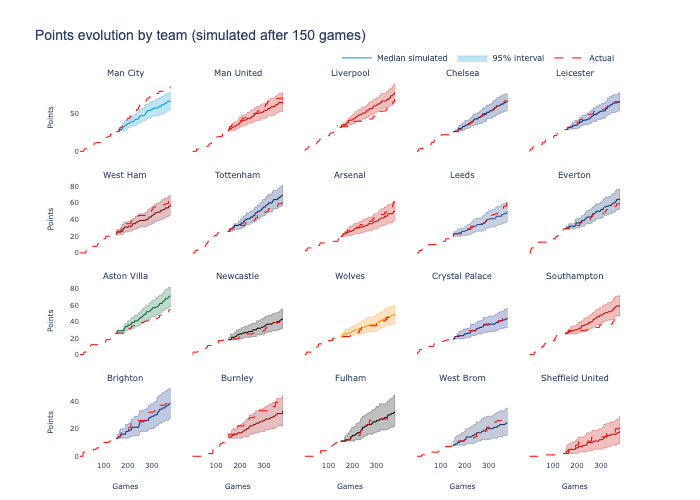 Points evolution by team (simulated after 150 games)
Median simulated 95% interval Actual
Man City Man United Liverpool Chelsea Leicester
Points
50
0
West Ham Tottenham Arsenal Leeds Everton
Points
80
60
40
20
0
Aston Villa Newcastle Wolves Crystal Palace Southampton
Points
80
60
40
20
0
Brighton Burnley Fulham West Brom Sheffield United
Points
40
20
0
100 200 300 100 200 300 100 200 300 100 200 300 100 200 300
Games Games Games Games Games